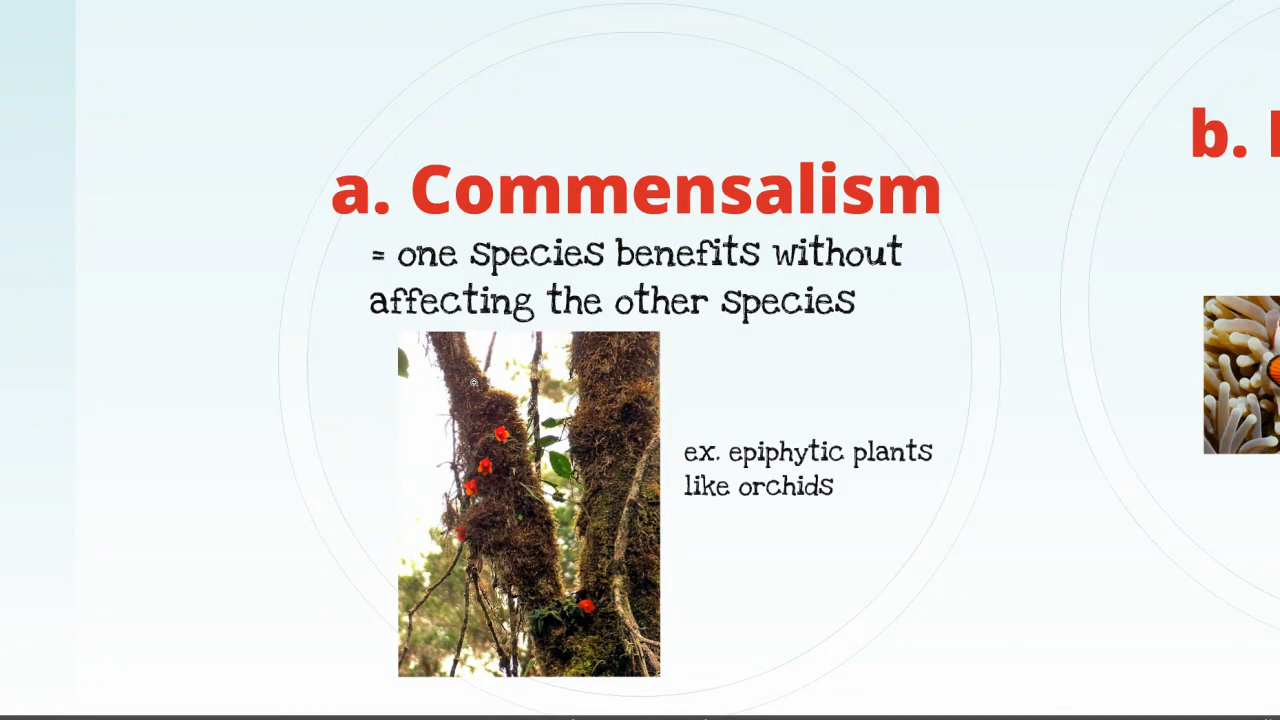 a. Commensalism
= one species benefits without
affecting the other species
ex. epiphytic plants
like orchids
b.